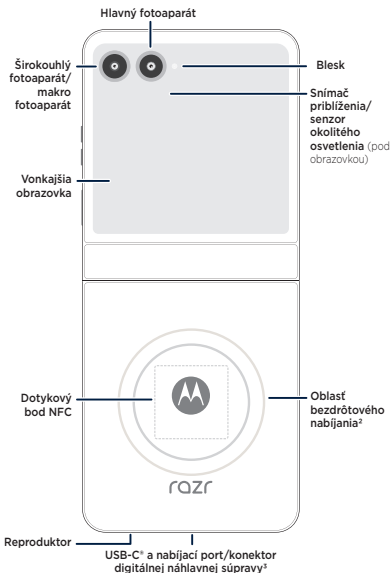 Hlavný fotoaparát
Širokouhlý
fotoaparát/
makro
fotoaparát
Blesk
Snímač
priblíženia/
senzor
okolitého
osvetlenia (pod
obrazovkou)
Vonkajšia
obrazovka
Dotykový
bod NFC
Oblasť
bezdrôtového
nabíjania²
razr
Reproduktor
USB-C® a nabíjací port/konektor
digitálnej náhlavnej súpravy³